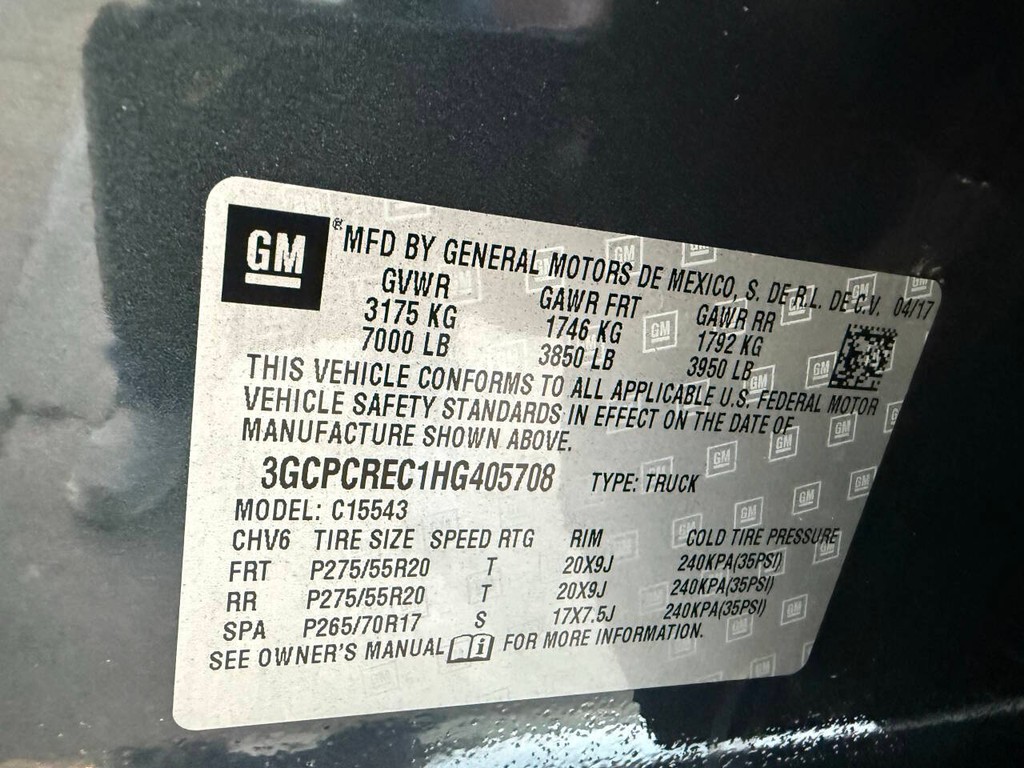 GM ® MFD BY GENERAL MOTORS DE MEXICO, S. DE R.L. DE C.V. 04/17
GVWR GAWR FRT GAWR RR
3175 KG 1746 KG 1792 KG
7000 LB 3850 LB 3950 LB
THIS VEHICLE CONFORMS TO ALL APPLICABLE U.S. FEDERAL MOTOR
VEHICLE SAFETY STANDARDS IN EFFECT ON THE DATE OF
MANUFACTURE SHOWN ABOVE.
3GCPCREC1HG405708 TYPE: TRUCK
MODEL: C15543
CHV6 TIRE SIZE SPEED RTG RIM COLD TIRE PRESSURE
FRT P275/55R20 T 20X9J 240KPA(35PSI)
RR P275/55R20 T 20X9J 240KPA(35PSI)
SPA P265/70R17 S 17X7.5J 240KPA(35PSI)
SEE OWNER'S MANUAL i FOR MORE INFORMATION.